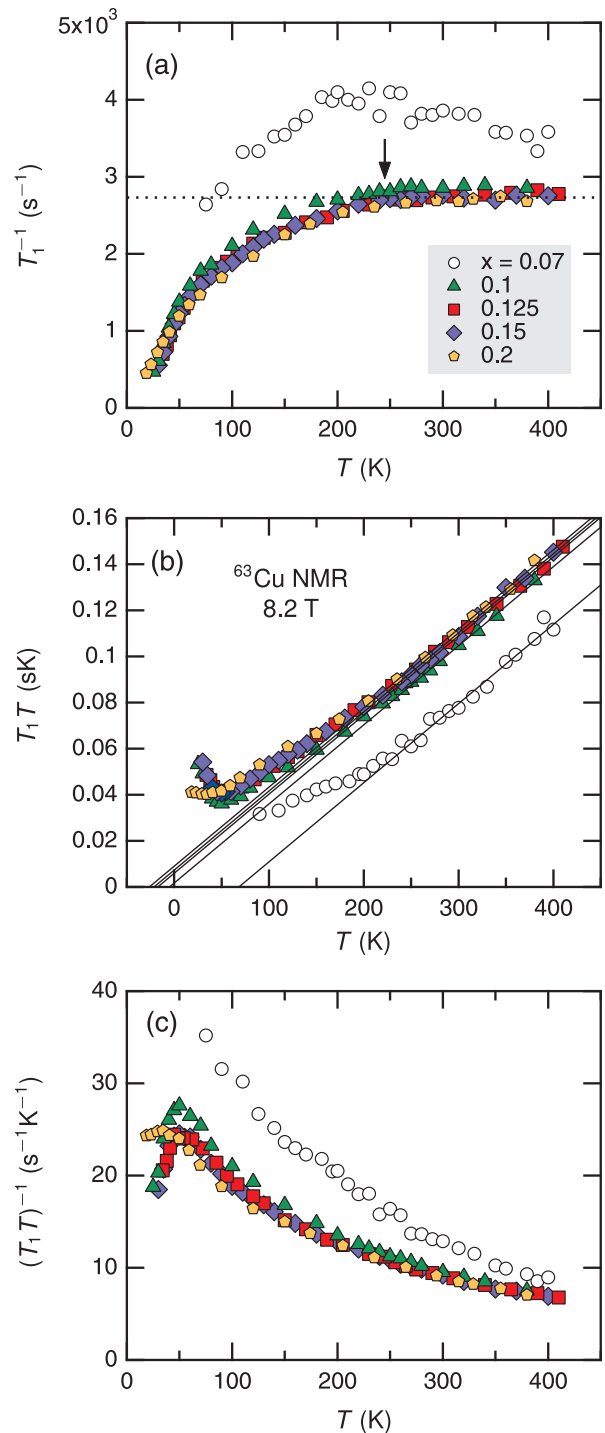 5x10³
(a)
4
3
2
1
0
T₁⁻¹ (s⁻¹)
x = 0.07
0.1
0.125
0.15
0.2
0 100 200 300 400
T (K)
0.16
0.14
0.12
0.1
0.08
0.06
0.04
0.02
0
T₁T (sK)
(b)
⁶³Cu NMR
8.2 T
0 100 200 300 400
T (K)
40
30
20
10
0
(T₁T)⁻¹ (s⁻¹K⁻¹)
(c)
0 100 200 300 400
T (K)